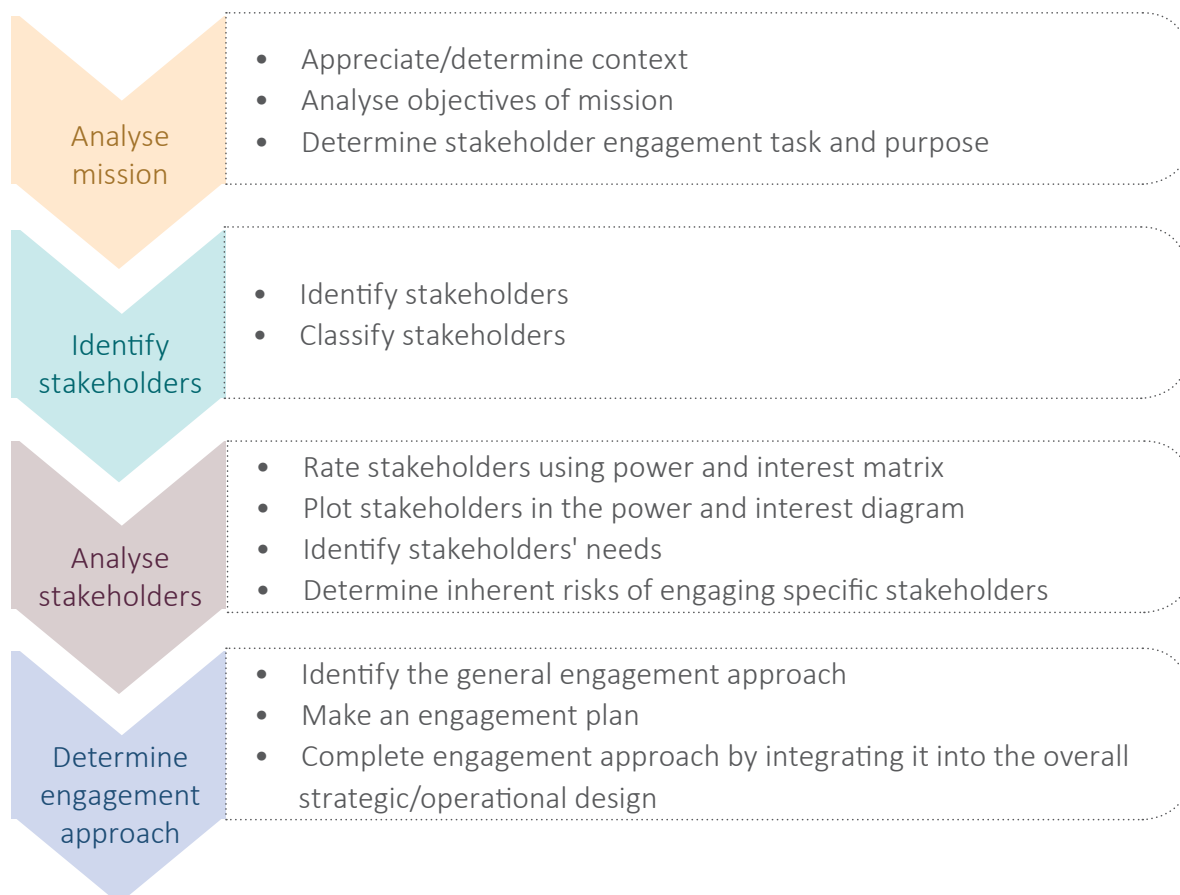 Analyse
mission
• Appreciate/determine context
• Analyse objectives of mission
• Determine stakeholder engagement task and purpose
Identify
stakeholders
• Identify stakeholders
• Classify stakeholders
Analyse
stakeholders
• Rate stakeholders using power and interest matrix
• Plot stakeholders in the power and interest diagram
• Identify stakeholders' needs
• Determine inherent risks of engaging specific stakeholders
Determine
engagement
approach
• Identify the general engagement approach
• Make an engagement plan
• Complete engagement approach by integrating it into the overall
strategic/operational design